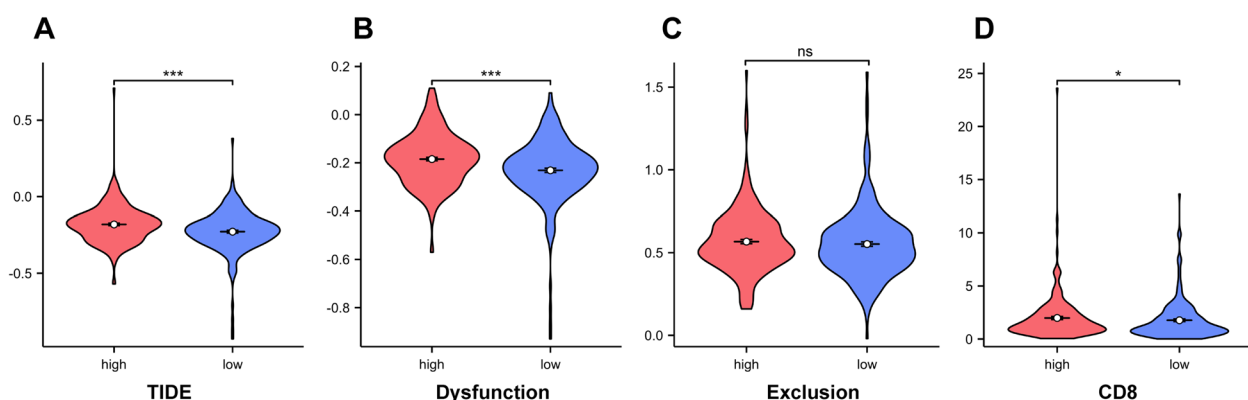 A
***
0.5
0.0
-0.5
high low
TIDE
B
***
0.2
0.0
-0.2
-0.4
-0.6
-0.8
high low
Dysfunction
C
ns
1.5
1.0
0.5
0.0
high low
Exclusion
D
*
25
20
15
10
5
0
high low
CD8